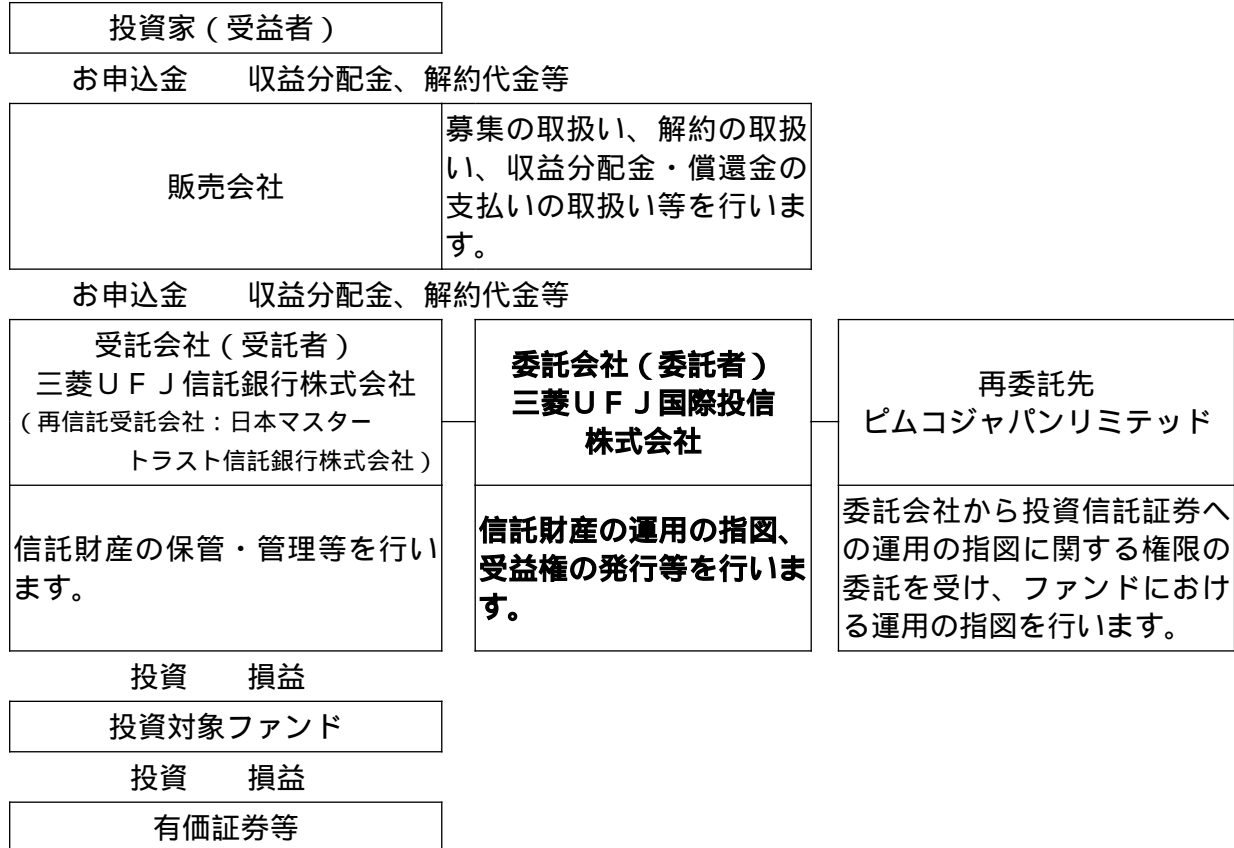 投資家(受益者)
お申込金 収益分配金、解約代金等
販売会社
募集の取扱い、解約の取扱
い、収益分配金・償還金の
支払いの取扱い等を行いま
す。
お申込金 収益分配金、解約代金等
受託会社(受託者)
三菱UFJ信託銀行株式会社
(再信託受託会社:日本マスター
トラスト信託銀行株式会社)
委託会社(委託者)
三菱UFJ国際投信
株式会社
再委託先
ピムコジャパンリミテッド
信託財産の保管・管理等を行い
ます。
信託財産の運用の指図、
受益権の発行等を行いま
す。
委託会社から投資信託証券へ
の運用の指図に関する権限の
委託を受け、ファンドにおけ
る運用の指図を行います。
投資 損益
投資対象ファンド
投資 損益
有価証券等